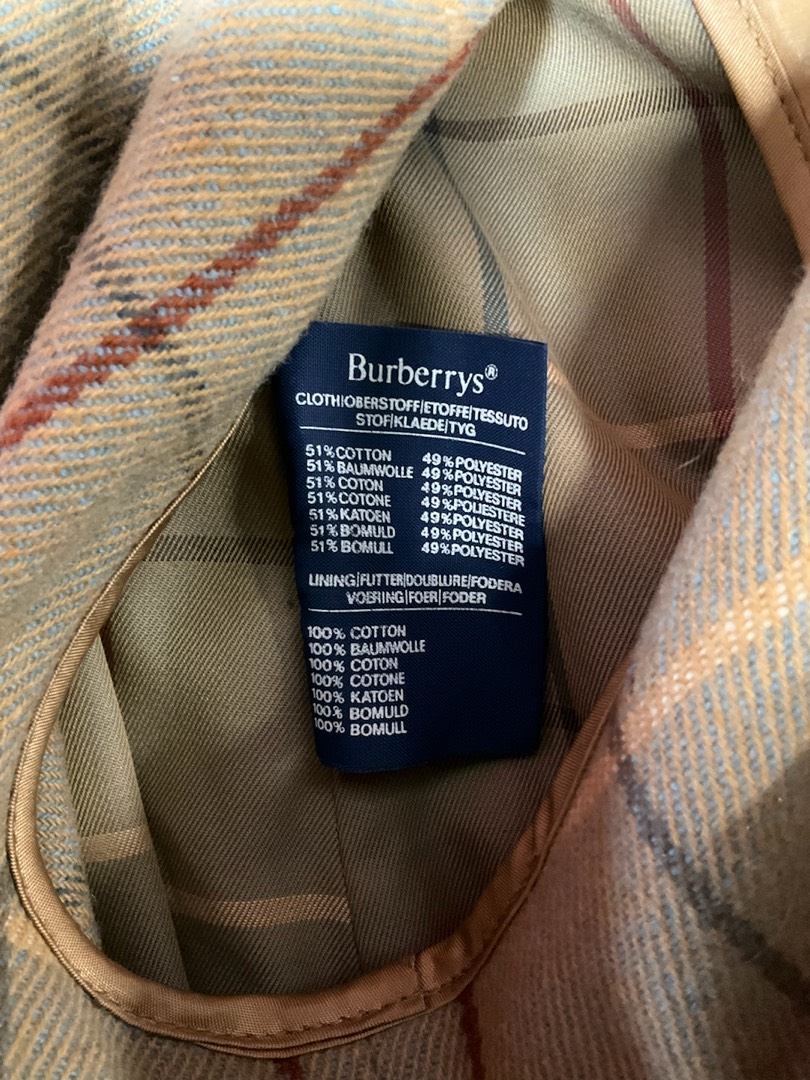 Burberrys®
CLOTH/OBERSTOFF/ETOFFE/TESSUTO
STOF/KLAEDE/TYG
51% COTTON 49% POLYESTER
51% BAUMWOLLE 49% POLYESTER
51% COTON 49% POLYESTER
51% COTONE 49% POLIESTERE
51% KATOEN 49% POLYESTER
51% BOMULD 49% POLYESTER
51% BOMULL 49% POLYESTER
LINING/FUTTER/DOUBLURE/FODERA
VOERING/FOER/FODER
100% COTTON
100% BAUMWOLLE
100% COTON
100% COTONE
100% KATOEN
100% BOMULD
100% BOMULL